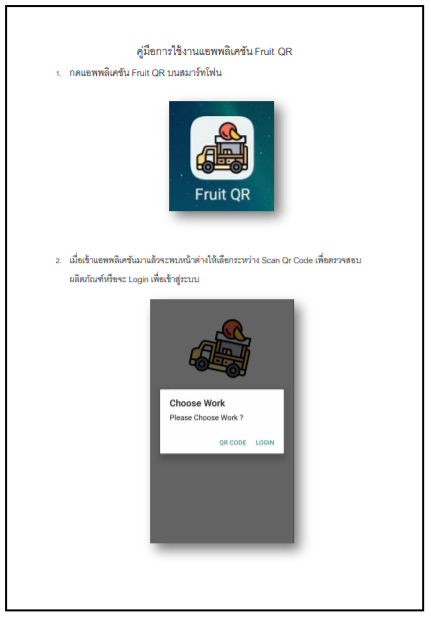 คู่มือการใช้งานแอพพลิเคชัน Fruit QR
1. กดแอพพลิเคชัน Fruit QR บนสมาร์ทโฟน
Fruit QR
2. เมื่อเข้าแอพพลิเคชันมาแล้วจะพบหน้าต่างให้เลือกระหว่าง Scan Qr Code เพื่อตรวจสอบ
ผลิตภัณฑ์หรือจะ Login เพื่อเข้าสู่ระบบ
Choose Work
Please Choose Work ?
QR CODE LOGIN